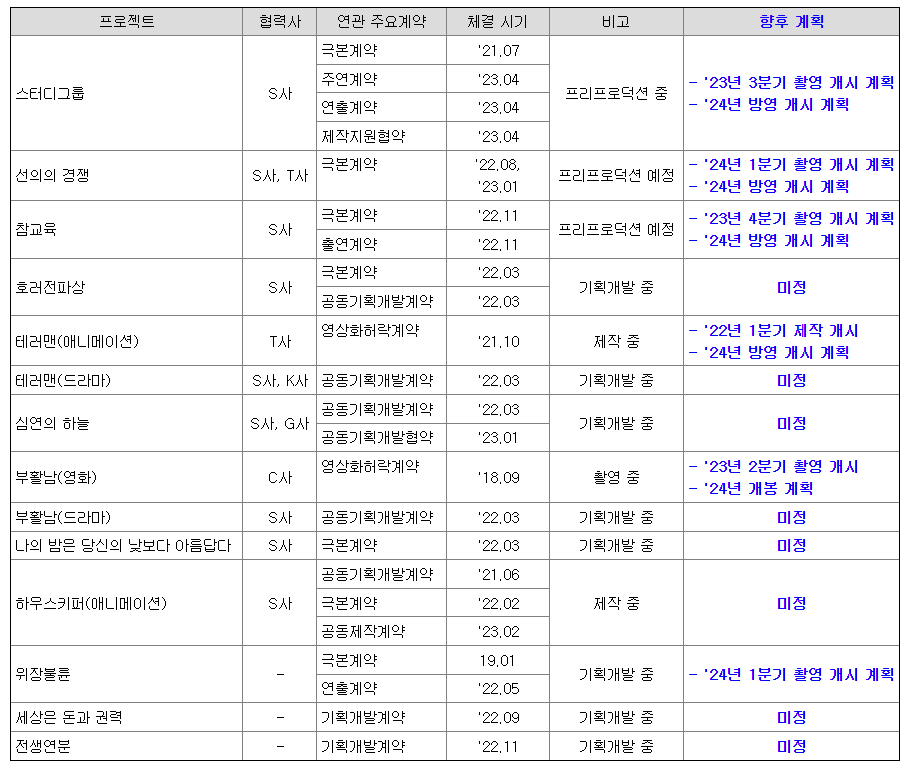 프로젝트 협력사 연관 주요계약 체결 시기 비고 향후 계획
스터디그룹 S사 극본계약 '21.07 프리프로덕션 중 - '23년 3분기 촬영 개시 계획
- '24년 방영 개시 계획
주연계약 '23.04
연출계약 '23.04
제작지원협약 '23.04
선의의 경쟁 S사, T사 극본계약 '22.08, 프리프로덕션 예정 - '24년 1분기 촬영 개시 계획
'23.01 - '24년 방영 개시 계획
참교육 S사 극본계약 '22.11 프리프로덕션 예정 - '23년 4분기 촬영 개시 계획
출연계약 '22.11 - '24년 방영 개시 계획
호러전파상 S사 극본계약 '22.03 기획개발 중 미정
공동기획개발계약 '22.03
테러맨(애니메이션) T사 영상화허락계약 '21.10 제작 중 - '22년 1분기 제작 개시
- '24년 방영 개시 계획
테러맨(드라마) S사, K사 공동기획개발계약 '22.03 기획개발 중 미정
심연의 하늘 S사, G사 공동기획개발계약 '22.03 기획개발 중 미정
공동기획개발협약 '23.01
부활남(영화) C사 영상화허락계약 '18.09 촬영 중 - '23년 2분기 촬영 개시
- '24년 개봉 계획
부활남(드라마) S사 공동기획개발계약 '22.03 기획개발 중 미정
나의 밤은 당신의 낮보다 아름답다 S사 극본계약 '22.03 기획개발 중 미정
하우스키퍼(애니메이션) S사 공동기획개발계약 '21.06 제작 중 미정
극본계약 '22.02
공동제작계약 '23.02
위장불륜 - 극본계약 19.01 기획개발 중 - '24년 1분기 촬영 개시 계획
연출계약 '22.05
세상은 돈과 권력 - 기획개발계약 '22.09 기획개발 중 미정
전생연분 - 기획개발계약 '22.11 기획개발 중 미정